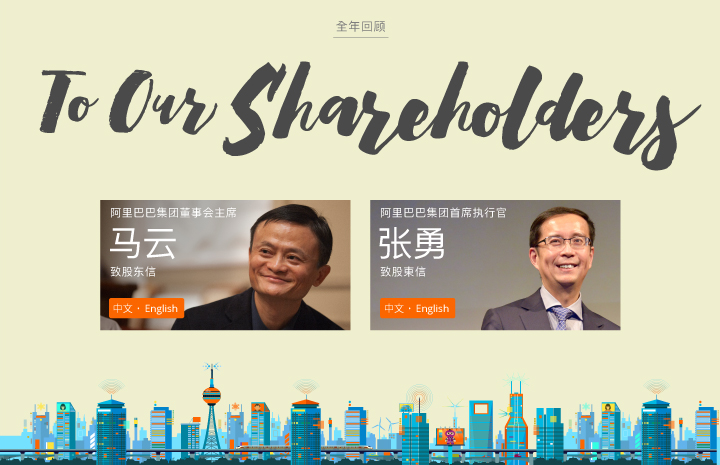 全年回顾
To Our Shareholders
阿里巴巴集团董事会主席
马云
致股东信
中文 · English
阿里巴巴集团首席执行官
张勇
致股東信
中文 · English